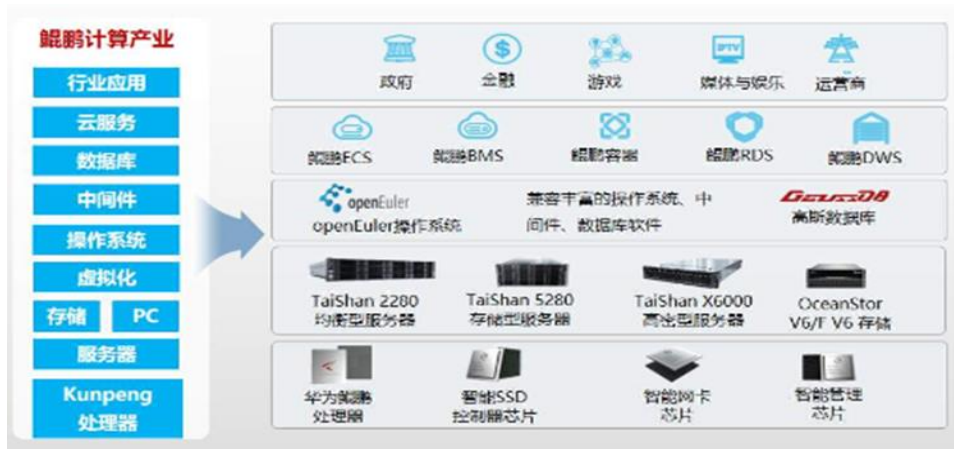 鲲鹏计算产业
行业应用
云服务
数据库
中间件
操作系统
虚拟化
存储 PC
服务器
Kunpeng
处理器
政府 金融 游戏 媒体与娱乐 运营商
IPTV
鲲鹏ECS 鲲鹏BMS 鲲鹏容器 鲲鹏RDS 鲲鹏DWS
openEuler
openEuler操作系统
兼容丰富的操作系统、中
间件、数据库软件
GaussDB
高斯数据库
TaiShan 2280
均衡型服务器
TaiShan 5280
存储型服务器
TaiShan X6000
高密型服务器
OceanStor
V6/F V6 存储
华为鲲鹏
处理器
智能SSD
控制器芯片
智能网卡
芯片
智能管理
芯片